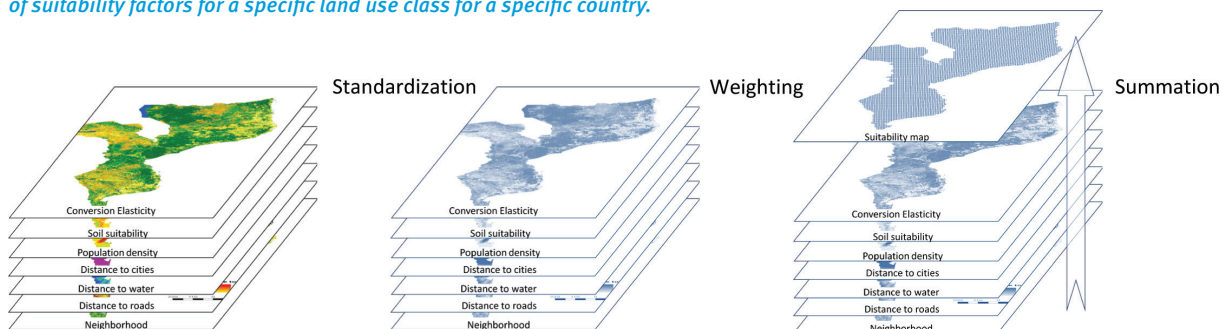 of suitability factors for a specific land use class for a specific country.
Standardization
Weighting
Summation
Conversion Elasticity
Soil suitability
Population density
Distance to cities
Distance to water
Distance to roads
Neighborhood
Conversion Elasticity
Soil suitability
Population density
Distance to cities
Distance to water
Distance to roads
Neighborhood
Suitability map
Conversion Elasticity
Soil suitability
Population density
Distance to cities
Distance to water
Distance to roads
Neighborhood